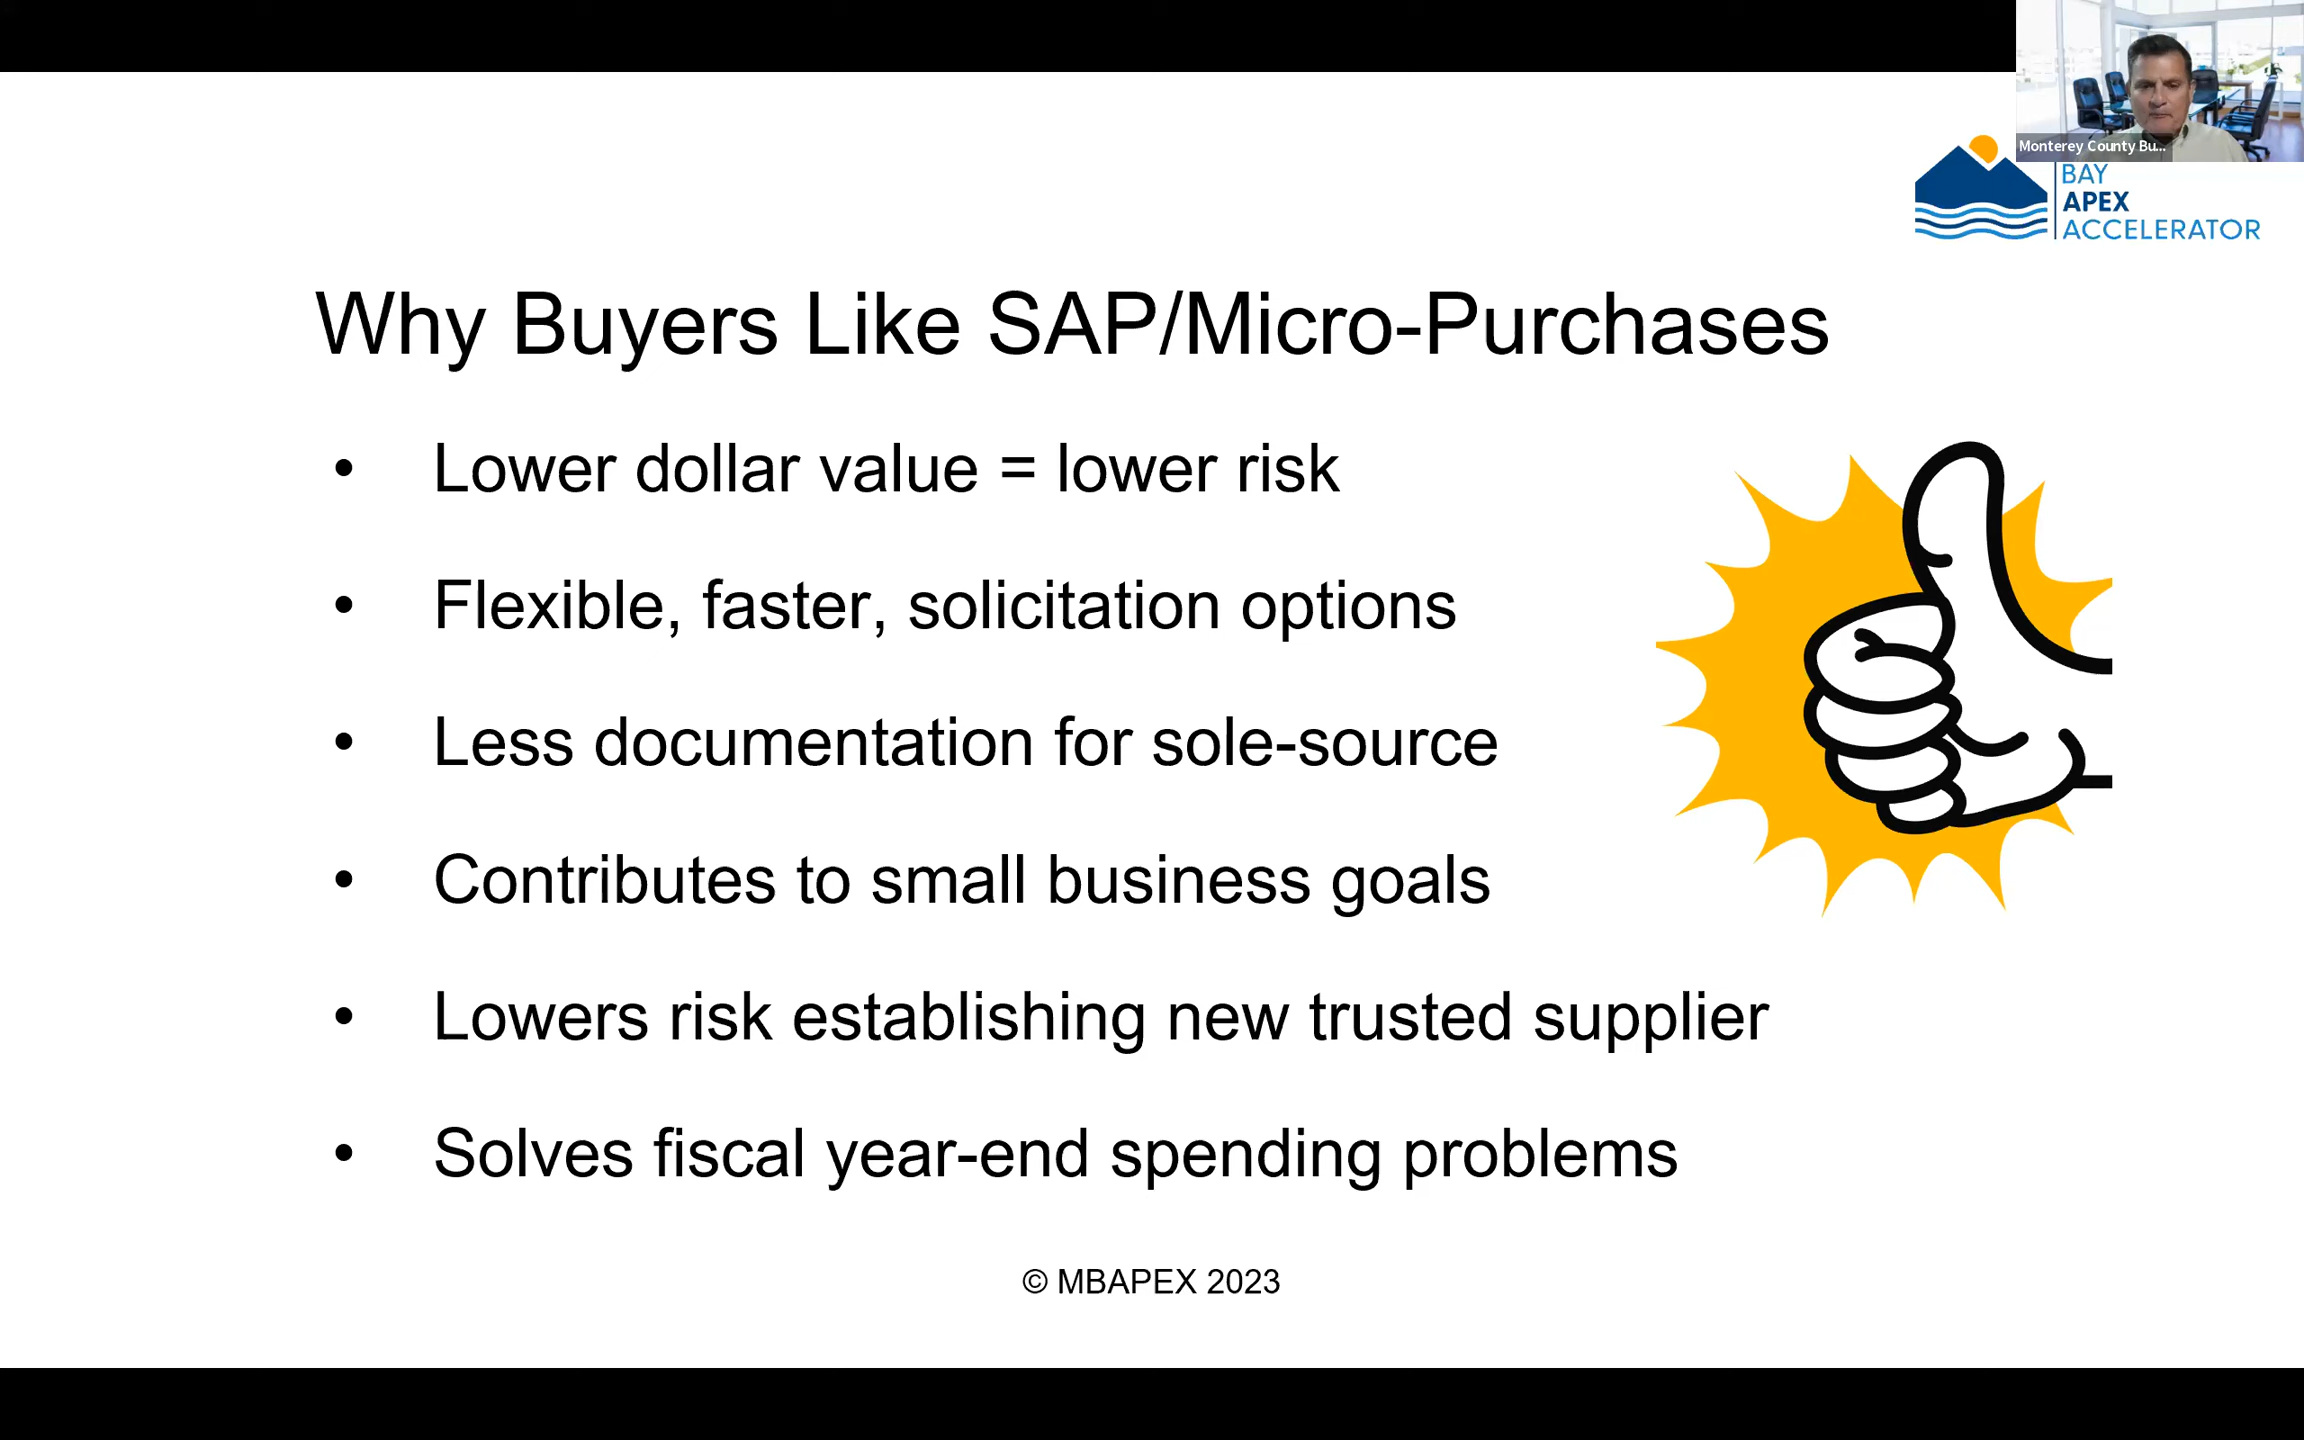 Monterey County Bu...
BAY
APEX
ACCELERATOR
Why Buyers Like SAP/Micro-Purchases
• Lower dollar value = lower risk
• Flexible, faster, solicitation options
• Less documentation for sole-source
• Contributes to small business goals
• Lowers risk establishing new trusted supplier
• Solves fiscal year-end spending problems
© MBAPEX 2023